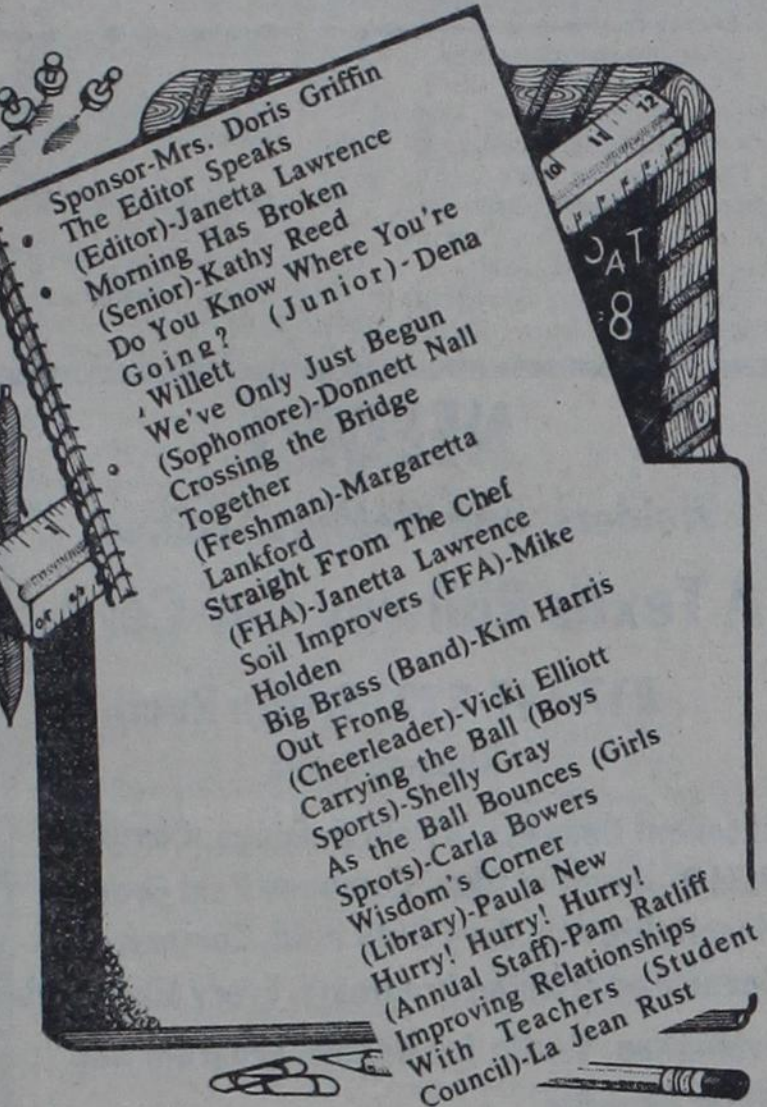 Sponsor-Mrs. Doris Griffin
The Editor Speaks
(Editor)-Janetta Lawrence
Morning Has Broken
(Senior)-Kathy Reed
Do You Know Where You're
Going? (Junior)-Dena
Willett
We've Only Just Begun
(Sophomore)-Donnett Nall
Crossing the Bridge
Together
(Freshman)-Margaretta
Lankford
Straight From The Chef
(FHA)-Janetta Lawrence
Soil Improvers (FFA)-Mike
Holden
Big Brass (Band)-Kim Harris
Out Frong
(Cheerleader)-Vicki Elliott
Carrying the Ball (Boys
Sports)-Shelly Gray
As the Ball Bounces (Girls
Sprots)-Carla Bowers
Wisdom's Corner
(Library)-Paula New
Hurry! Hurry! Hurry!
(Annual Staff)-Pam Ratliff
Improving Relationships
With Teachers (Student
Council)-La Jean Rust
10 11 12
8